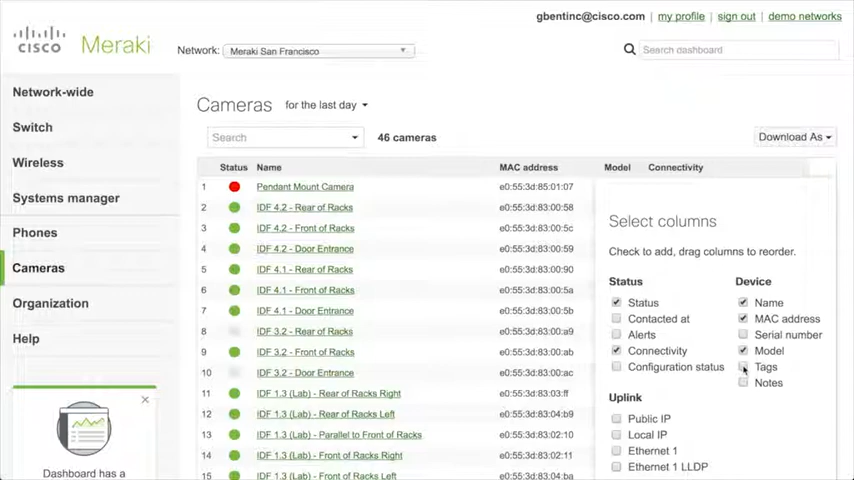 gbentinc@cisco.com | my profile | sign out | demo networks
CISCO Meraki
Network: Meraki San Francisco
Search dashboard
Network-wide
Switch
Wireless
Systems manager
Phones
Cameras
Organization
Help
Dashboard has a
Cameras for the last day
Search
46 cameras
Download As
Status Name MAC address Model Connectivity
1 Pendant Mount Camera e0:55:3d:85:01:07
2 IDF 4.2 - Rear of Racks e0:55:3d:83:00:58
3 IDF 4.2 - Front of Racks e0:55:3d:83:00:5c
4 IDF 4.2 - Door Entrance e0:55:3d:83:00:59
5 IDF 4.1 - Rear of Racks e0:55:3d:83:00:90
6 IDF 4.1 - Front of Racks e0:55:3d:83:00:5a
7 IDF 4.1 - Door Entrance e0:55:3d:83:00:5b
8 IDF 3.2 - Rear of Racks e0:55:3d:83:00:a9
9 IDF 3.2 - Front of Racks e0:55:3d:83:00:ab
10 IDF 3.2 - Door Entrance e0:55:3d:83:00:ac
11 IDF 1.3 (Lab) - Rear of Racks Right e0:55:3d:83:03:ff
12 IDF 1.3 (Lab) - Rear of Racks Left e0:55:3d:83:04:b9
13 IDF 1.3 (Lab) - Parallel to Front of Racks e0:55:3d:83:02:10
14 IDF 1.3 (Lab) - Front of Racks Right e0:55:3d:83:02:11
15 IDF 1.3 (Lab) - Front of Racks Left e0:55:3d:83:04:ba
Select columns
Check to add, drag columns to reorder.
Status
Status
Contacted at
Alerts
Connectivity
Configuration status
Uplink
Public IP
Local IP
Ethernet 1
Ethernet 1 LLDP
Device
Name
MAC address
Serial number
Model
Tags
Notes